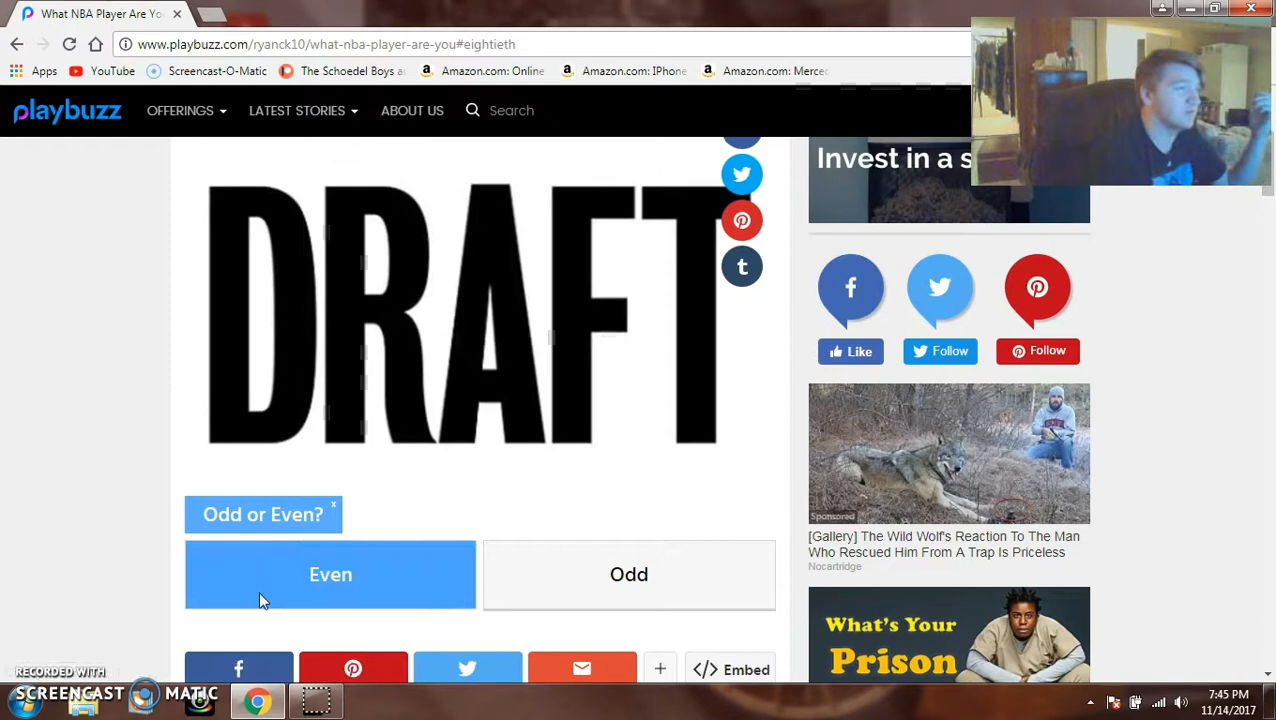 What NBA Player Are Yo
www.playbuzz.com/ryanck10/what-nba-player-are-you#eightieth
Apps YouTube Screencast-O-Matic The Schoedel Boys a Amazon.com: Online Amazon.com: IPhone Amazon.com: Merce
playbuzz OFFERINGS LATEST STORIES ABOUT US Search
Invest in a s
DRAFT
Like Follow Follow
Odd or Even? x
Even Odd
Sponsored
[Gallery] The Wild Wolf's Reaction To The Man
Who Rescued Him From A Trap Is Priceless
Nocartridge
What's Your
Prison
+ </> Embed
RECORDED WITH
SCREENCAST MATIC
7:45 PM
11/14/2017